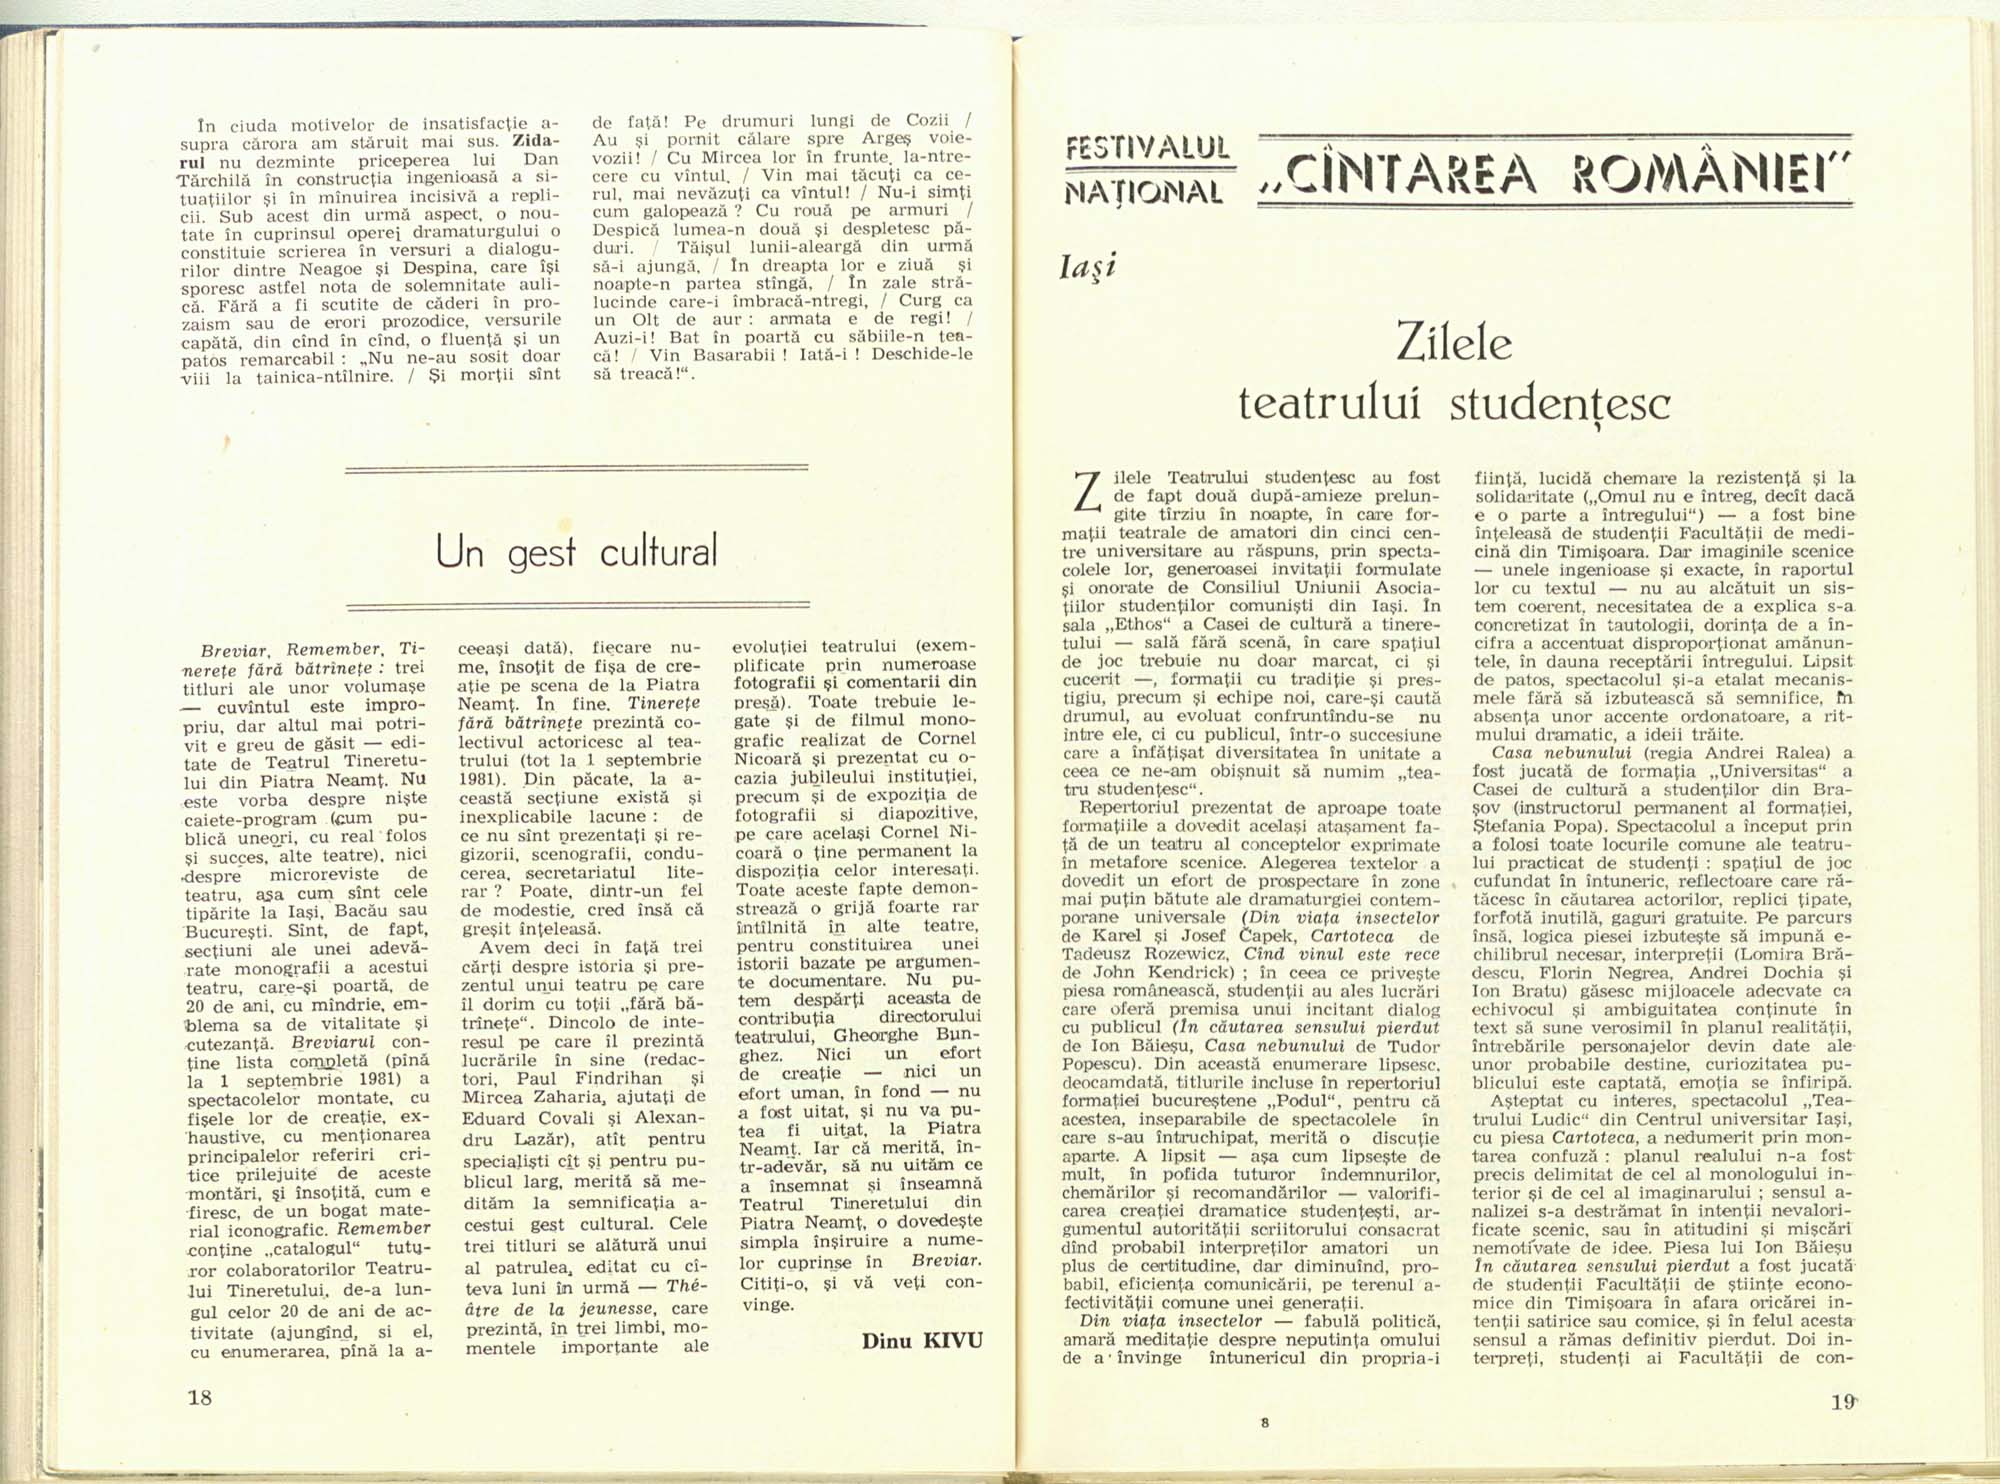 În ciuda motivelor de insatisfacție a-
supra cărora am stăruit mai sus. Zida-
rul nu dezminte priceperea lui Dan
Tărchilă în construcția ingenioasă a si-
tuațiilor și în mînuirea incisivă a repli-
cii. Sub acest din urmă aspect, o nou-
tate în cuprinsul operei dramaturgului o
constituie scrierea în versuri a dialogu-
rilor dintre Neagoe și Despina, care își
sporesc astfel nota de solemnitate auli-
că. Fără a fi scutite de căderi în pro-
zaism sau de erori prozodice, versurile
capătă, din cînd în cînd, o fluență și un
patos remarcabil : „Nu ne-au sosit doar
viii la tainica-ntîlnire. / Și morții sînt
de față! Pe drumuri lungi de Cozii /
Au și pornit călare spre Argeș voie-
vozii! / Cu Mircea lor în frunte, la-ntre-
cere cu vîntul. / Vin mai tăcuți ca ce-
rul, mai nevăzuți ca vîntul! / Nu-i simți
cum galopează ? Cu rouă pe armuri /
Despică lumea-n două și despletesc pă-
duri. / Tăișul lunii-aleargă din urmă
să-i ajungă, / În dreapta lor e ziuă și
noapte-n partea stîngă, / În zale stră-
lucinde care-i îmbracă-ntregi, / Curg ca
un Olt de aur : armata e de regi! /
Auzi-i! Bat în poartă cu săbiile-n tea-
că! / Vin Basarabii ! Iată-i ! Deschide-le
să treacă!“.
Un gest cultural
Breviar, Remember, Ti-
nerețe fără bătrînețe : trei
titluri ale unor volumașe
— cuvîntul este impro-
priu, dar altul mai potri-
vit e greu de găsit — edi-
tate de Teatrul Tineretu-
lui din Piatra Neamț. Nu
este vorba despre niște
caiete-program (cum pu-
blică uneori, cu real folos
și succes, alte teatre), nici
despre microreviste de
teatru, așa cum sînt cele
tipărite la Iași, Bacău sau
București. Sînt, de fapt,
secțiuni ale unei adevă-
rate monografii a acestui
teatru, care-și poartă, de
20 de ani, cu mîndrie, em-
blema sa de vitalitate și
cutezanță. Breviarul con-
ține lista completă (pînă
la 1 septembrie 1981) a
spectacolelor montate, cu
fișele lor de creație, ex-
haustive, cu menționarea
principalelor referiri cri-
tice prilejuite de aceste
montări, și însoțită, cum e
firesc, de un bogat mate-
rial iconografic. Remember
conține „catalogul“ tutu-
ror colaboratorilor Teatru-
lui Tineretului, de-a lun-
gul celor 20 de ani de ac-
tivitate (ajungînd, si el,
cu enumerarea, pînă la a-
ceeași dată), fiecare nu-
me, însoțit de fișa de cre-
ație pe scena de la Piatra
Neamț. În fine, Tinerețe
fără bătrînețe prezintă co-
lectivul actoricesc al tea-
trului (tot la 1 septembrie
1981). Din păcate, la a-
ceastă secțiune există și
inexplicabile lacune : de
ce nu sînt prezentați și re-
gizorii, scenografii, condu-
cerea, secretariatul lite-
rar ? Poate, dintr-un fel
de modestie, cred însă că
greșit înțeleasă.
Avem deci în față trei
cărți despre istoria și pre-
zentul unui teatru pe care
îl dorim cu toții „fără bă-
trînețe“. Dincolo de inte-
resul pe care îl prezintă
lucrările în sine (redac-
tori, Paul Findrihan și
Mircea Zaharia, ajutați de
Eduard Covali și Alexan-
dru Lazăr), atît pentru
specialiști cît și pentru pu-
blicul larg, merită să me-
dităm la semnificația a-
cestui gest cultural. Cele
trei titluri se alătură unui
al patrulea, editat cu cî-
teva luni în urmă — Thé-
âtre de la jeunesse, care
prezintă, în trei limbi, mo-
mentele importante ale
evoluției teatrului (exem-
plificate prin numeroase
fotografii și comentarii din
presă). Toate trebuie le-
gate și de filmul mono-
grafic realizat de Cornel
Nicoară și prezentat cu o-
cazia jubileului instituției,
precum și de expoziția de
fotografii si diapozitive,
pe care același Cornel Ni-
coară o ține permanent la
dispoziția celor interesați.
Toate aceste fapte demon-
strează o grijă foarte rar
întîlnită în alte teatre,
pentru constituirea unei
istorii bazate pe argumen-
te documentare. Nu pu-
tem despărți aceasta de
contribuția directorului
teatrului, Gheorghe Bun-
ghez. Nici un efort
de creație — nici un
efort uman, în fond — nu
a fost uitat, și nu va pu-
tea fi uitat, la Piatra
Neamț. Iar că merită, în-
tr-adevăr, să nu uităm ce
a însemnat și înseamnă
Teatrul Tineretului din
Piatra Neamț, o dovedește
simpla înșiruire a nume-
lor cuprinse în Breviar.
Citiți-o, și vă veți con-
vinge.
Dinu KIVU
18
FESTIVALUL
NAȚIONAL
„CÎNTAREA ROMÂNIEI”
Iași
Zilele
teatrului studențesc
Zilele Teatrului studențesc au fost
de fapt două după-amieze prelun-
gite tîrziu în noapte, în care for-
mații teatrale de amatori din cinci cen-
tre universitare au răspuns, prin specta-
colele lor, generoasei invitații formulate
și onorate de Consiliul Uniunii Asocia-
țiilor studenților comuniști din Iași. În
sala „Ethos“ a Casei de cultură a tinere-
tului — sală fără scenă, în care spațiul
de joc trebuie nu doar marcat, ci și
cucerit —, formații cu tradiție și pres-
tigiu, precum și echipe noi, care-și caută
drumul, au evoluat confruntîndu-se nu
între ele, ci cu publicul, într-o succesiune
care a înfățișat diversitatea în unitate a
ceea ce ne-am obișnuit să numim „tea-
tru studențesc“.
Repertoriul prezentat de aproape toate
formațiile a dovedit același atașament fa-
ță de un teatru al conceptelor exprimate
în metafore scenice. Alegerea textelor a
dovedit un efort de prospectare în zone
mai puțin bătute ale dramaturgiei contem-
porane universale (Din viața insectelor
de Karel și Josef Čapek, Cartoteca de
Tadeusz Rozewicz, Cînd vinul este rece
de John Kendrick) ; în ceea ce privește
piesa românească, studenții au ales lucrări
care oferă premisa unui incitant dialog
cu publicul (În căutarea sensului pierdut
de Ion Băieșu, Casa nebunului de Tudor
Popescu). Din această enumerare lipsesc,
deocamdată, titlurile incluse în repertoriul
formației bucureștene „Podul“, pentru că
acestea, inseparabile de spectacolele în
care s-au întruchipat, merită o discuție
aparte. A lipsit — așa cum lipsește de
mult, în pofida tuturor îndemnurilor,
chemărilor și recomandărilor — valorifi-
carea creației dramatice studențești, ar-
gumentul autorității scriitorului consacrat
dînd probabil interpreților amatori un
plus de certitudine, dar diminuînd, pro-
babil, eficiența comunicării, pe terenul a-
fectivității comune unei generații.
Din viața insectelor — fabulă politică,
amară meditație despre neputința omului
de a învinge întunericul din propria-i
ființă, lucidă chemare la rezistență și la
solidaritate („Omul nu e întreg, decît dacă
e o parte a întregului“) — a fost bine
înțeleasă de studenții Facultății de medi-
cină din Timișoara. Dar imaginile scenice
— unele ingenioase și exacte, în raportul
lor cu textul — nu au alcătuit un sis-
tem coerent, necesitatea de a explica s-a
concretizat în tautologii, dorința de a în-
cifra a accentuat disproporționat amănun-
tele, în dauna receptării întregului. Lipsit
de patos, spectacolul și-a etalat mecanis-
mele fără să izbutească să semnifice, în
absența unor accente ordonatoare, a rit-
mului dramatic, a ideii trăite.
Casa nebunului (regia Andrei Ralea) a
fost jucată de formația „Universitas“ a
Casei de cultură a studenților din Bra-
șov (instructorul permanent al formației,
Ștefania Popa). Spectacolul a început prin
a folosi toate locurile comune ale teatru-
lui practicat de studenți : spațiul de joc
cufundat în întuneric, reflectoare care ră-
tăcesc în căutarea actorilor, replici țipate,
forfotă inutilă, gaguri gratuite. Pe parcurs
însă, logica piesei izbutește să impună e-
chilibrul necesar, interpreții (Lomira Bră-
descu, Florin Negrea, Andrei Dochia și
Ion Bratu) găsesc mijloacele adecvate ca
echivocul și ambiguitatea conținute în
text să sune verosimil în planul realității,
întrebările personajelor devin date ale
unor probabile destine, curiozitatea pu-
blicului este captată, emoția se înfiripă.
Așteptat cu interes, spectacolul „Tea-
trului Ludic“ din Centrul universitar Iași,
cu piesa Cartoteca, a nedumerit prin mon-
tarea confuză : planul realului n-a fost
precis delimitat de cel al monologului in-
terior și de cel al imaginarului ; sensul a-
nalizei s-a destrămat în intenții nevalori-
ficate scenic, sau în atitudini și mișcări
nemotivate de idee. Piesa lui Ion Băieșu
În căutarea sensului pierdut a fost jucată
de studenții Facultății de științe econo-
mice din Timișoara în afara oricărei in-
tenții satirice sau comice, și în felul acesta
sensul a rămas definitiv pierdut. Doi in-
terpreți, studenți ai Facultății de con-
19
8